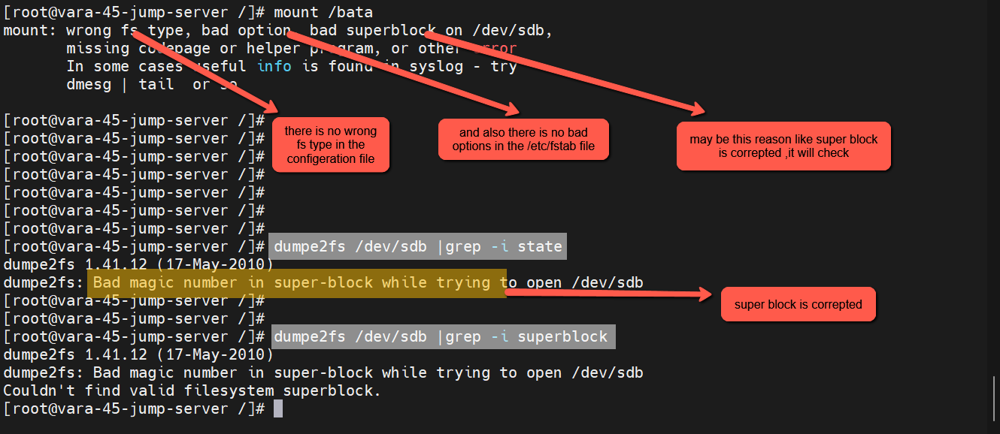 [root@vara-45-jump-server /]# mount /bata
mount: wrong fs type, bad option, bad superblock on /dev/sdb,
missing codepage or helper program, or other error
In some cases useful info is found in syslog - try
dmesg | tail  or so
[root@vara-45-jump-server /]#
[root@vara-45-jump-server /]#
[root@vara-45-jump-server /]#
[root@vara-45-jump-server /]#
[root@vara-45-jump-server /]#
[root@vara-45-jump-server /]#
[root@vara-45-jump-server /]#
there is no wrong
fs type in the
configeration file
and also there is no bad
options in the /etc/fstab file
may be this reason like super block
is correpted ,it will check
[root@vara-45-jump-server /]# dumpe2fs /dev/sdb |grep -i state
dumpe2fs 1.41.12 (17-May-2010)
dumpe2fs: Bad magic number in super-block while trying to open /dev/sdb
[root@vara-45-jump-server /]#
super block is correpted
[root@vara-45-jump-server /]#
[root@vara-45-jump-server /]# dumpe2fs /dev/sdb |grep -i superblock
dumpe2fs 1.41.12 (17-May-2010)
dumpe2fs: Bad magic number in super-block while trying to open /dev/sdb
Couldn't find valid filesystem superblock.
[root@vara-45-jump-server /]#